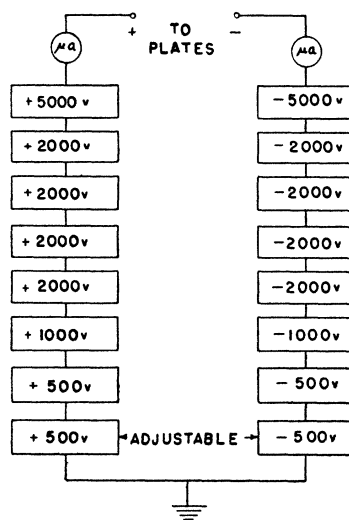 μa + TO − μa
PLATES
+5000v −5000v
+2000v −2000v
+2000v −2000v
+2000v −2000v
+2000v −2000v
+1000v −1000v
+500v −500v
+500v ADJUSTABLE −500v